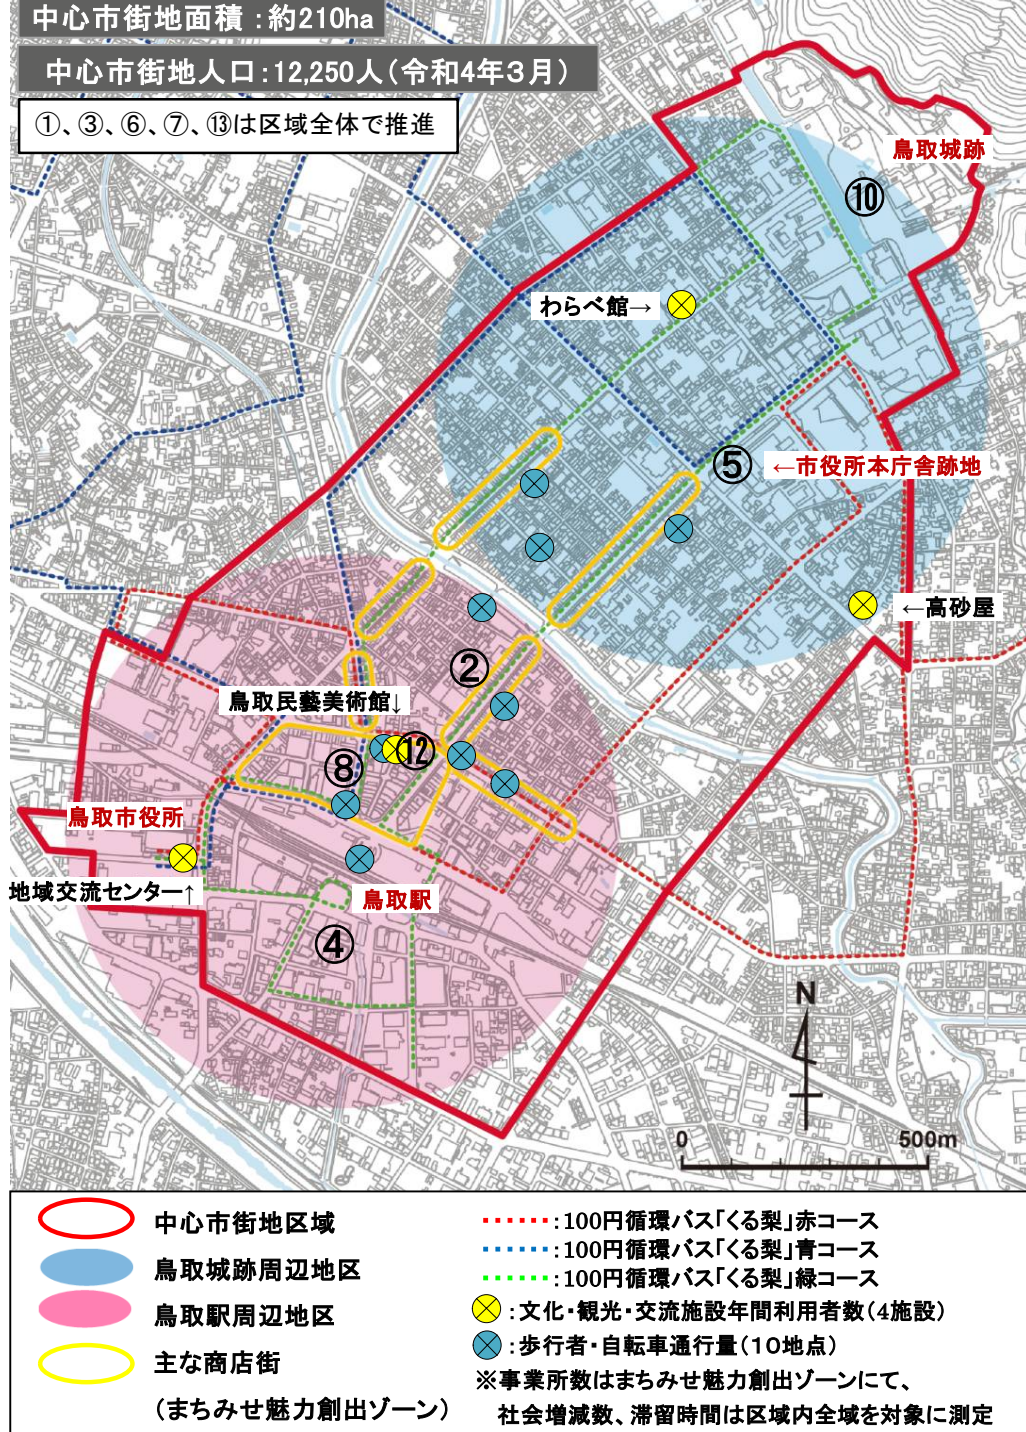 中心市街地面積：約210ha
中心市街地人口：12,250人（令和4年3月）
①、③、⑥、⑦、⑬は区域全体で推進
鳥取城跡
⑩
わらべ館→
⑤
←市役所本庁舎跡地
←高砂屋
②
鳥取民藝美術館↓
⑫
⑧
鳥取市役所
地域交流センター↑
鳥取駅
④
N
0 500m
中心市街地区域
鳥取城跡周辺地区
鳥取駅周辺地区
主な商店街
（まちみせ魅力創出ゾーン）
：100円循環バス「くる梨」赤コース
：100円循環バス「くる梨」青コース
：100円循環バス「くる梨」緑コース
：文化・観光・交流施設年間利用者数（4施設）
：歩行者・自転車通行量（10地点）
※事業所数はまちみせ魅力創出ゾーンにて、
社会増減数、滞留時間は区域内全域を対象に測定